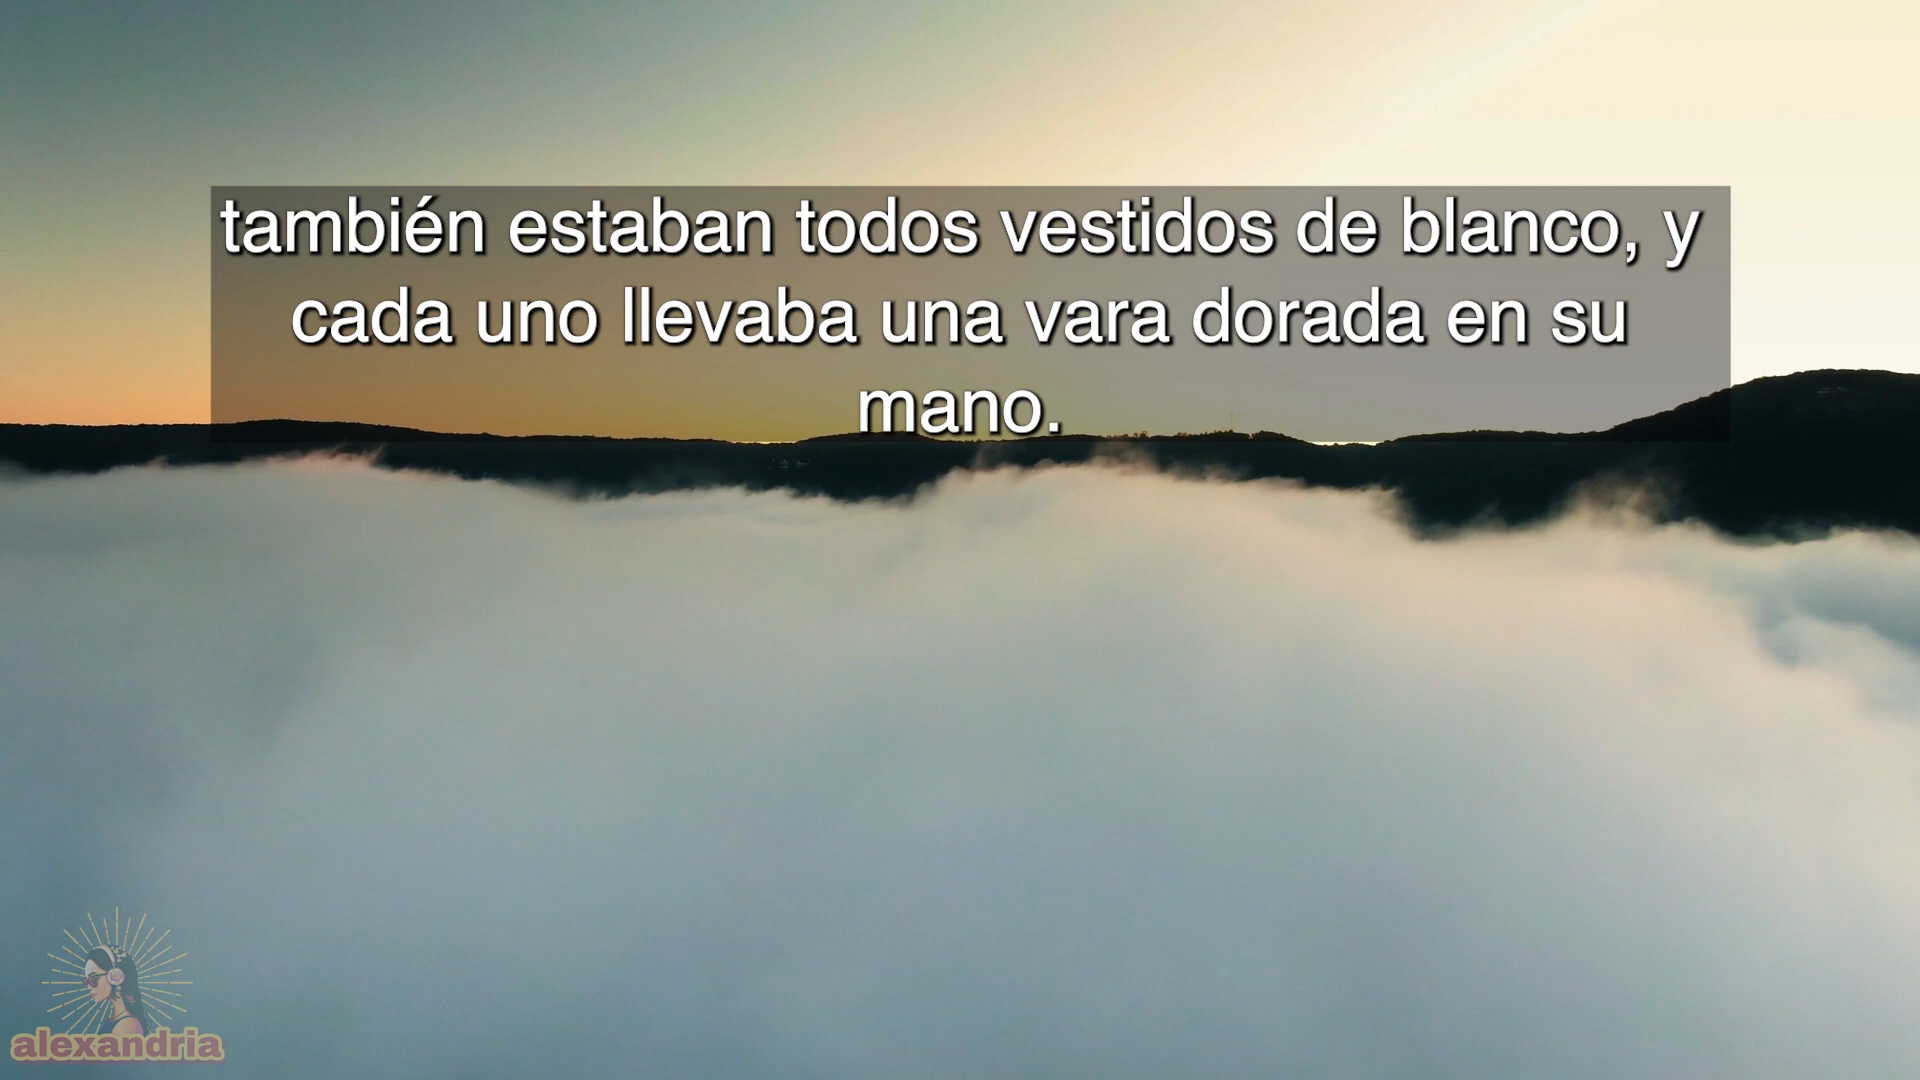 también estaban todos vestidos de blanco, y
cada uno llevaba una vara dorada en su
mano.
alexandria